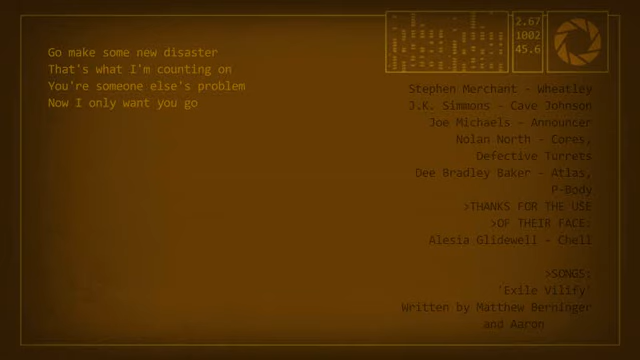 Go make some new disaster
That's what I'm counting on
You're someone else's problem
Now I only want you go
2.67
1002
45.6
Stephen Merchant - Wheatley
J.K. Simmons - Cave Johnson
Joe Michaels - Announcer
Nolan North - Cores,
Defective Turrets
Dee Bradley Baker - Atlas,
P-Body
>THANKS FOR THE USE
>OF THEIR FACE:
Alesia Glidewell - Chell
>SONGS:
'Exile Vilify'
Written by Matthew Berninger
and Aaron